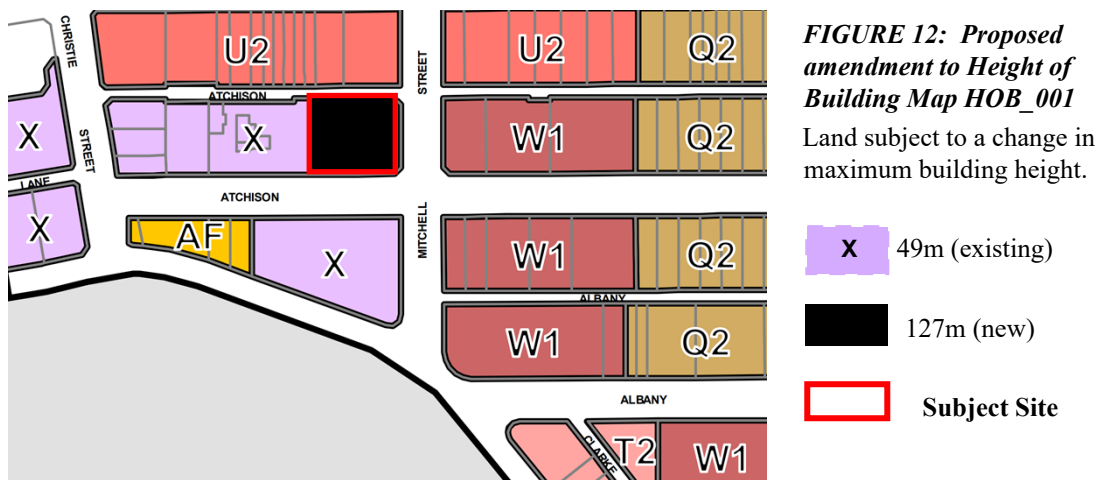 CHRISTIE
STREET
U2
U2
Q2
ATCHISON
STREET
X
X
W1
Q2
LANE
ATCHISON
X
AF
X
MITCHELL
W1
Q2
ALBANY
W1
Q2
ALBANY
CLARKE
T2
W1
FIGURE 12: Proposed
amendment to Height of
Building Map HOB_001
Land subject to a change in
maximum building height.
X 49m (existing)
127m (new)
Subject Site